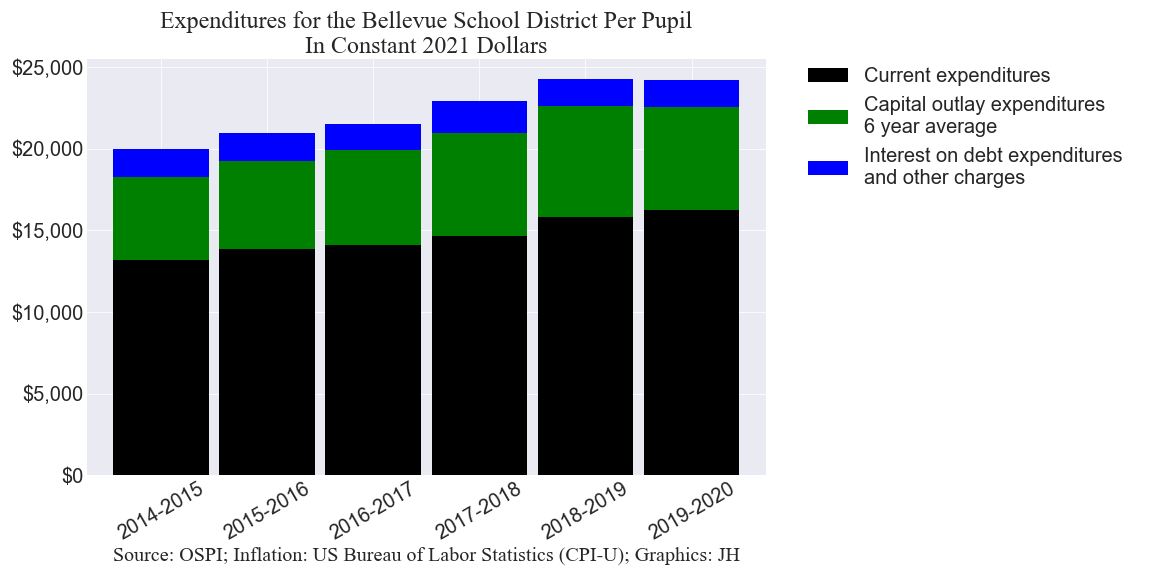 Expenditures for the Bellevue School District Per Pupil
In Constant 2021 Dollars
$25,000
$20,000
$15,000
$10,000
$5,000
$0
2014-2015
2015-2016
2016-2017
2017-2018
2018-2019
2019-2020
Source: OSPI; Inflation: US Bureau of Labor Statistics (CPI-U); Graphics: JH
Current expenditures
Capital outlay expenditures
6 year average
Interest on debt expenditures
and other charges